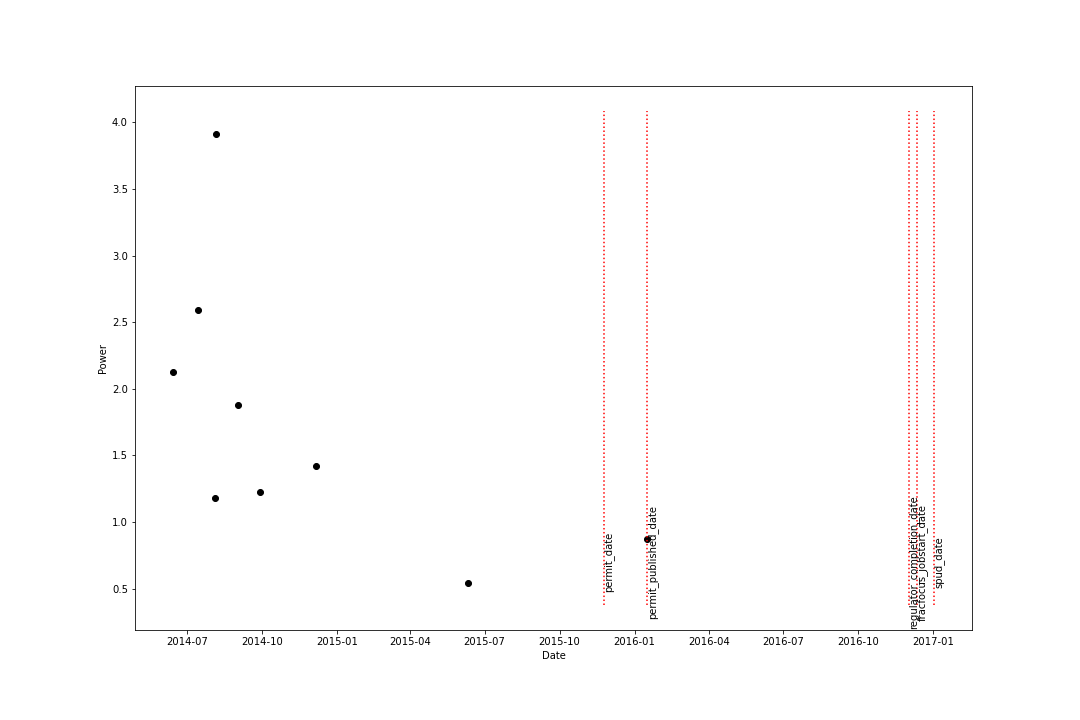 4.0
3.5
3.0
2.5
2.0
1.5
1.0
0.5
Power
permit_date
permit_published_date
regulator_completion_date
fracfocus_jobstart_date
spud_date
2014-07
2014-10
2015-01
2015-04
2015-07
2015-10
2016-01
2016-04
2016-07
2016-10
2017-01
Date